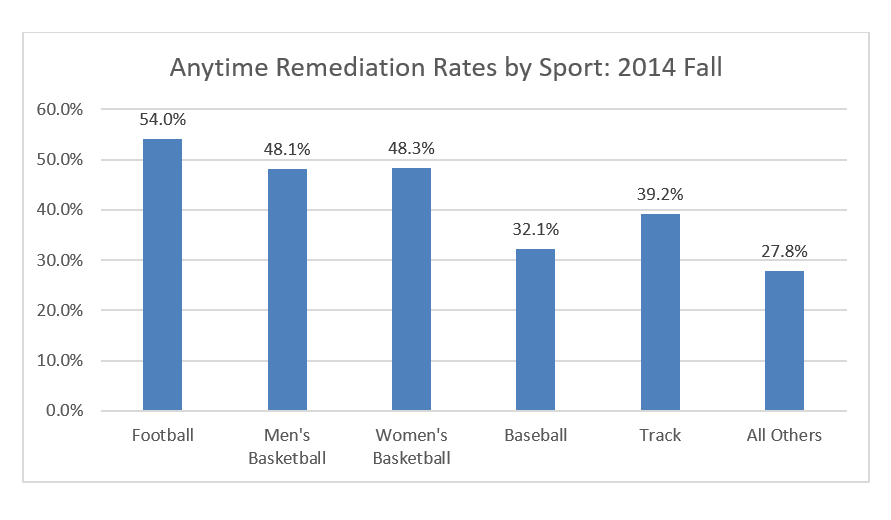 Anytime Remediation Rates by Sport: 2014 Fall
60.0%
54.0%
48.1%
48.3%
50.0%
39.2%
40.0%
32.1%
27.8%
30.0%
20.0%
10.0%
0.0%
Football
Men's
Basketball
Women's
Basketball
Baseball
Track
All Others